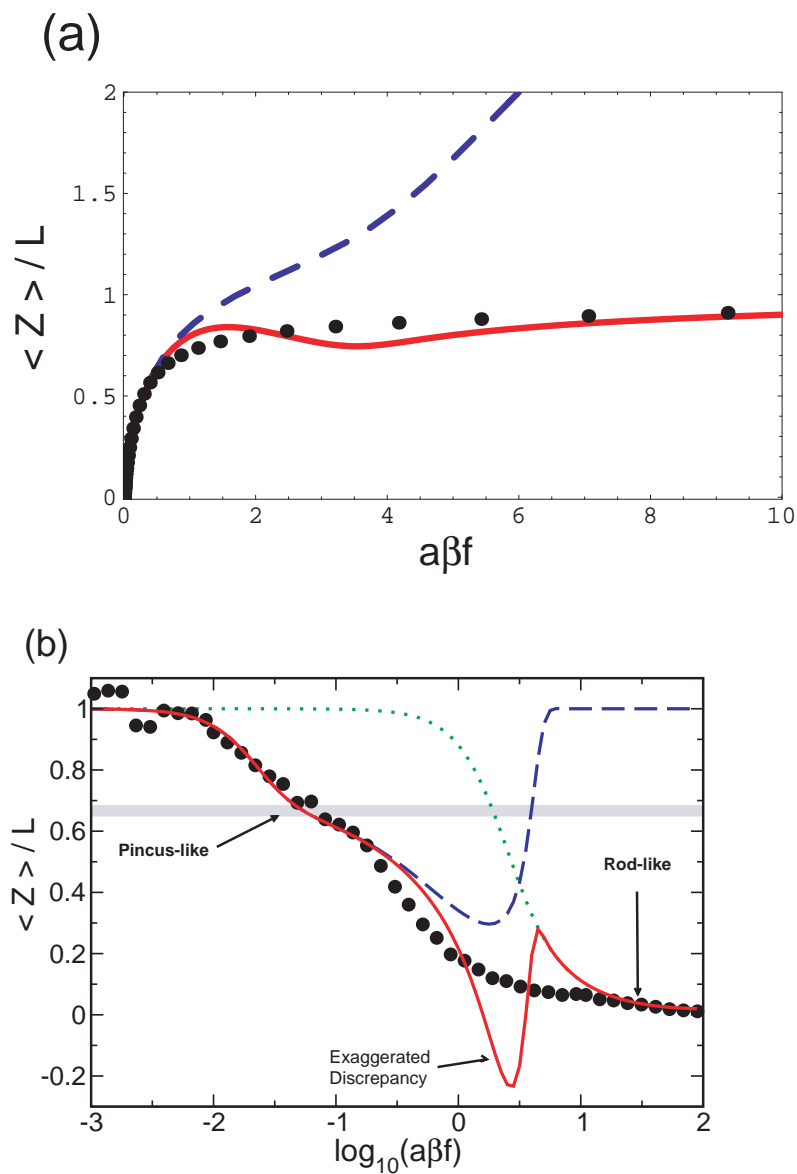 (a)
2
1.5
1
0.5
0
< Z > / L
0 2 4 6 8 10
aβf
(b)
1
0.8
0.6
0.4
0.2
0
-0.2
< Z > / L
Pincus-like
Rod-like
Exaggerated
Discrepancy
-3 -2 -1 0 1 2
log10(aβf)